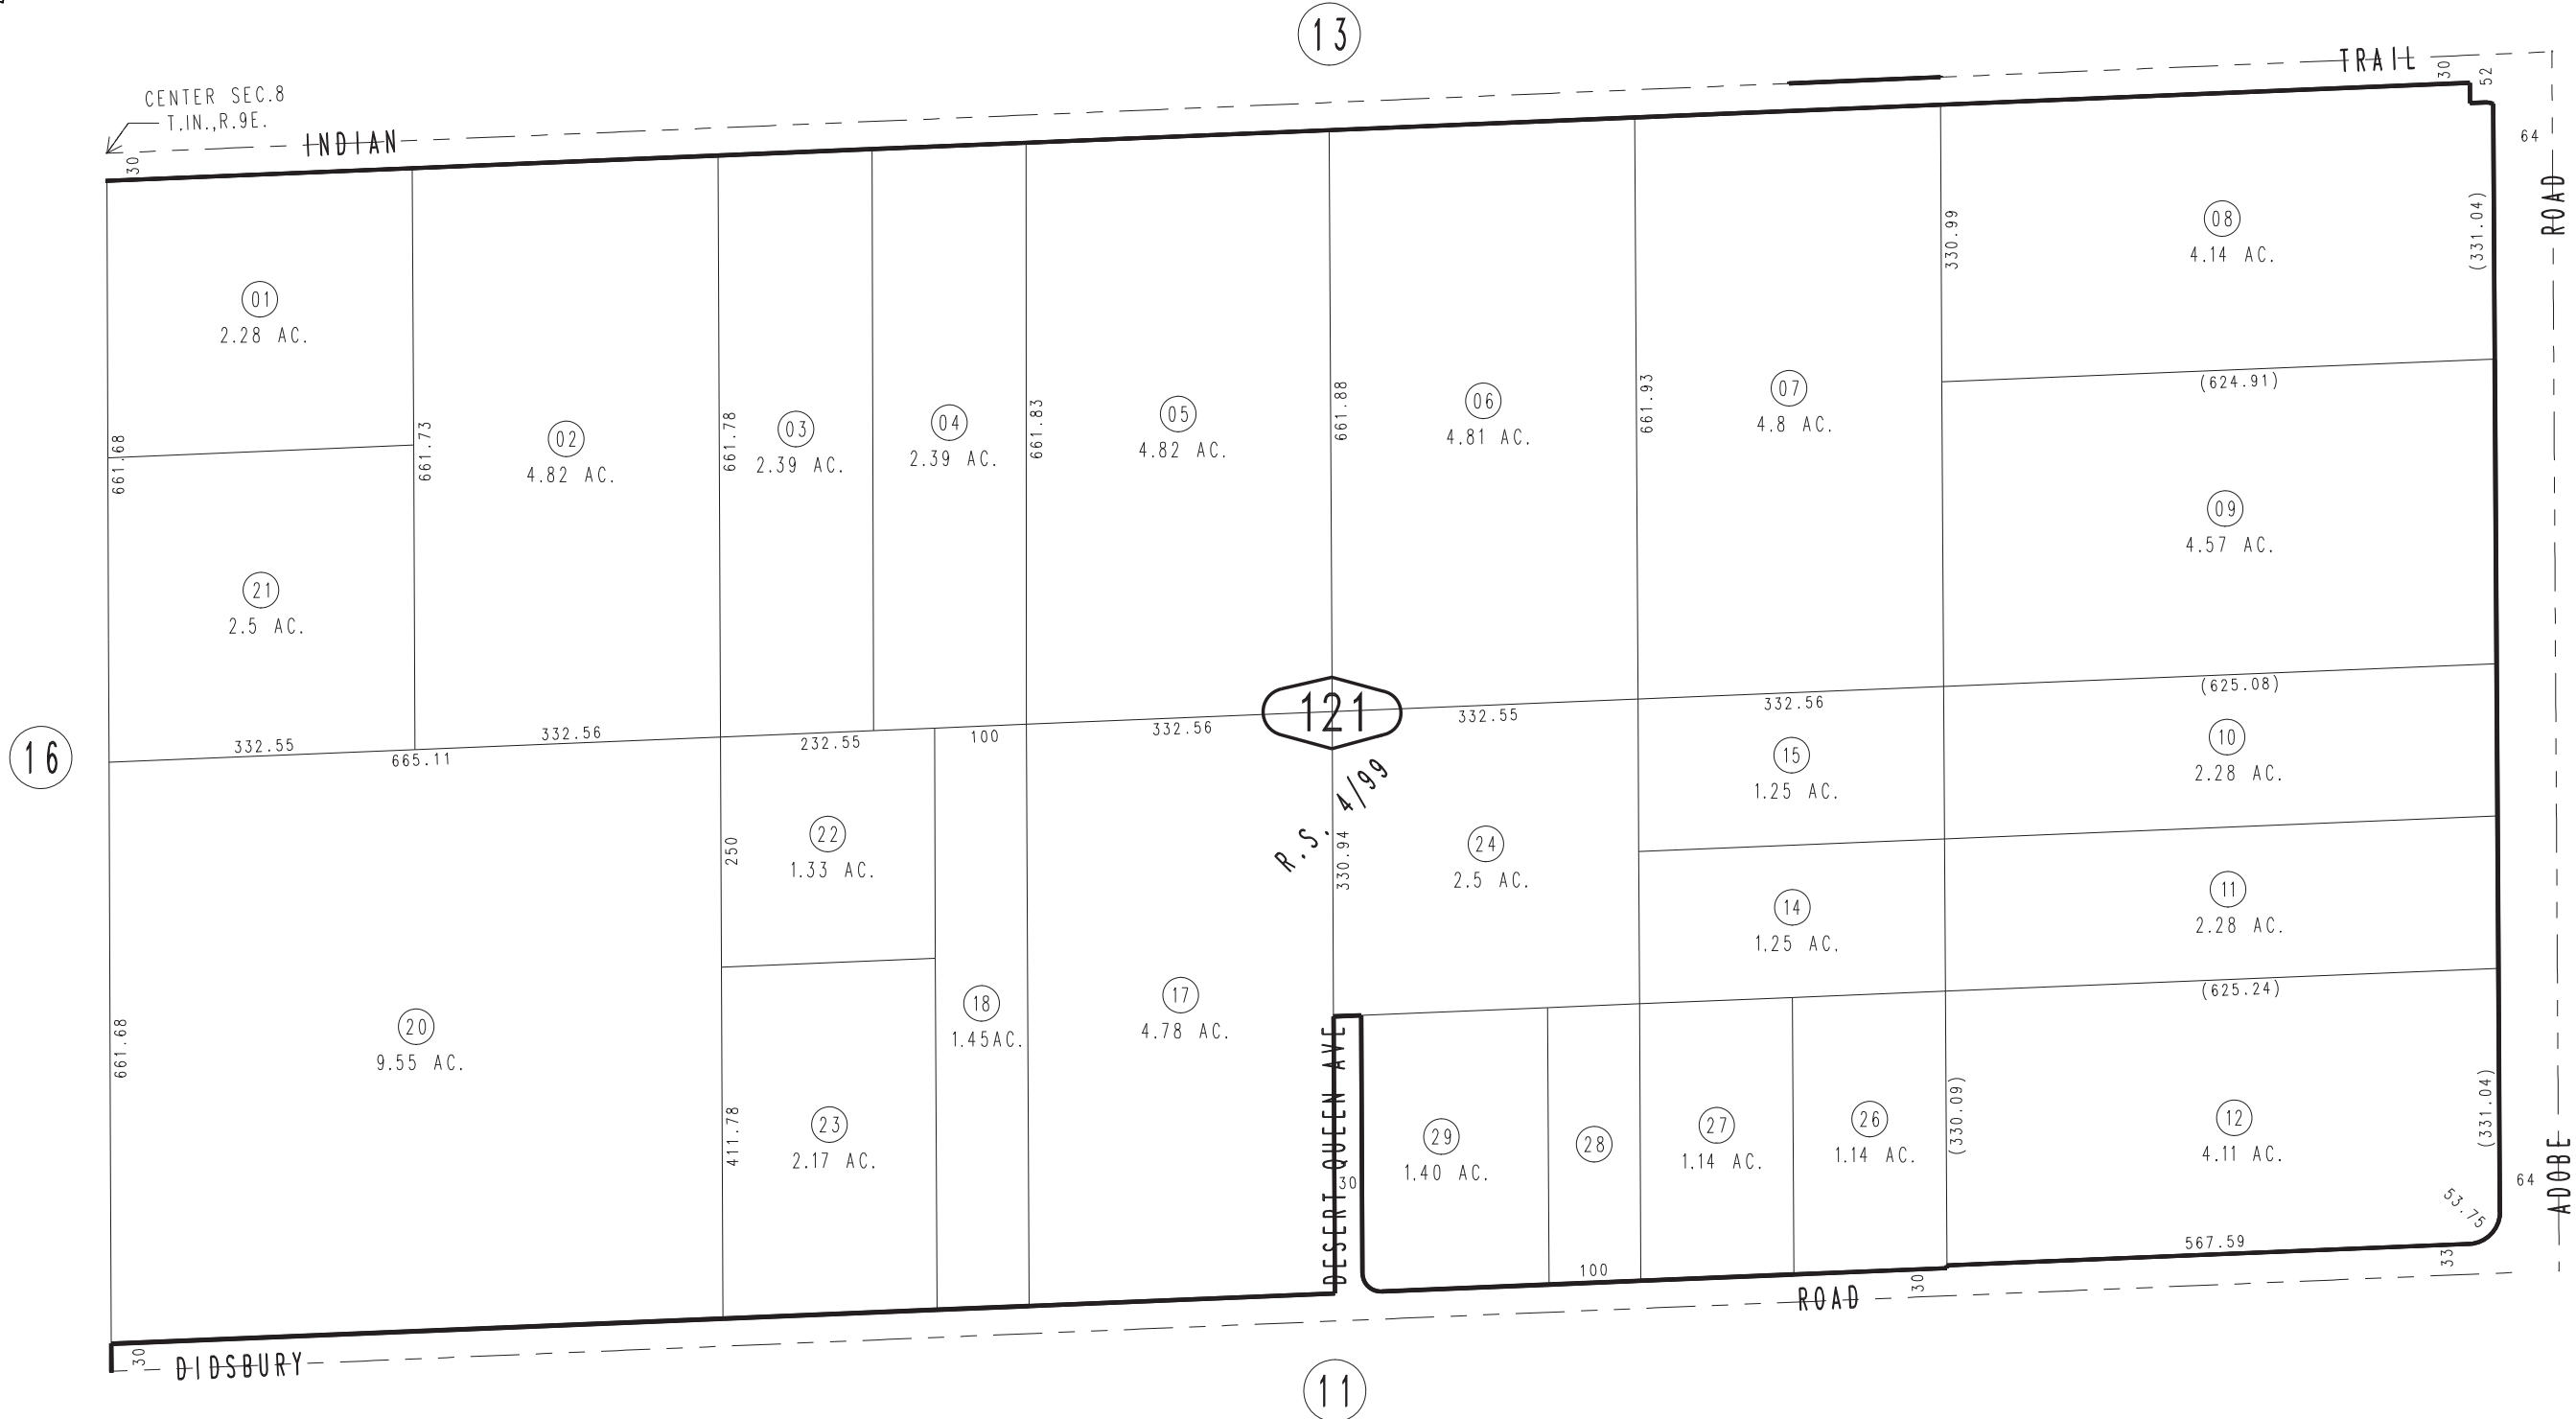 13
CENTER SEC.8
T.IN.,R.9E.
INDIAN
TRAIL
30
30
52
64
ROAD
01
2.28 AC.
02
4.82 AC.
03
2.39 AC.
04
2.39 AC.
05
4.82 AC.
06
4.81 AC.
07
4.8 AC.
08
4.14 AC.
330.99
(331.04)
(624.91)
661.68
661.73
661.78
661.83
661.88
661.93
21
2.5 AC.
09
4.57 AC.
16
332.55
332.56
665.11
232.55
100
332.56
121
332.55
332.56
(625.08)
R.S. 4/99
22
1.33 AC.
250
330.94
24
2.5 AC.
15
1.25 AC.
10
2.28 AC.
14
1.25 AC.
11
2.28 AC.
(625.24)
661.68
20
9.55 AC.
411.78
23
2.17 AC.
18
1.45AC.
17
4.78 AC.
DESERT QUEEN AVE
30
29
1.40 AC.
28
27
1.14 AC.
26
1.14 AC.
(330.09)
12
4.11 AC.
(331.04)
53.75
64
ADOBE
100
567.59
33
30
ROAD
30
DIDSBURY
11